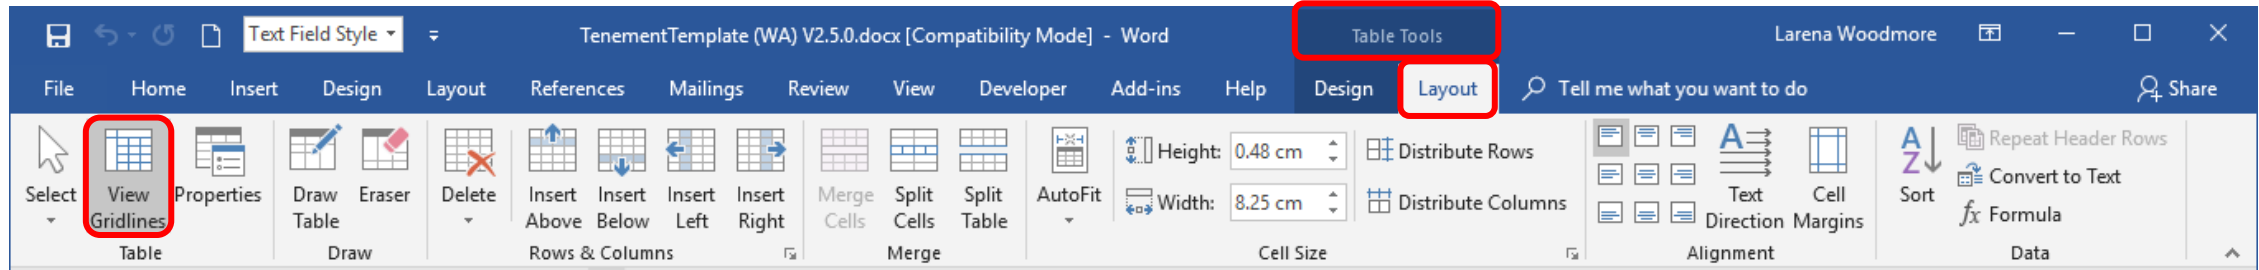 Text Field Style
TenementTemplate (WA) V2.5.0.docx [Compatibility Mode] - Word
Table Tools
Larena Woodmore
File Home Insert Design Layout References Mailings Review View Developer Add-ins Help Design Layout Tell me what you want to do Share
Select
View
Gridlines
Properties
Table
Draw
Table
Eraser
Draw
Delete
Insert
Above
Insert
Below
Insert
Left
Insert
Right
Rows & Columns
Merge
Cells
Split
Cells
Split
Table
Merge
AutoFit
Height: 0.48 cm
Width: 8.25 cm
Distribute Rows
Distribute Columns
Cell Size
Text
Direction
Cell
Margins
Alignment
A
Z
Sort
Repeat Header Rows
Convert to Text
fx Formula
Data